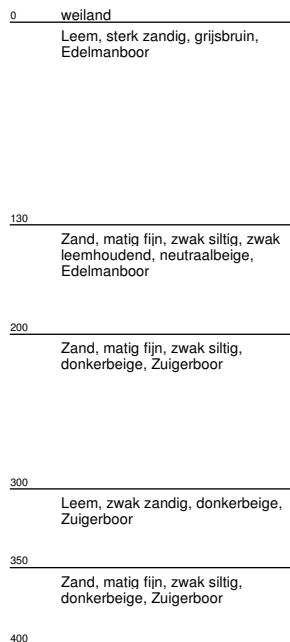 0 weiland
Leem, sterk zandig, grijsbruin,
Edelmanboor
130
Zand, matig fijn, zwak siltig, zwak
leemhoudend, neutraalbeige,
Edelmanboor
200
Zand, matig fijn, zwak siltig,
donkerbeige, Zuigerboor
300
Leem, zwak zandig, donkerbeige,
Zuigerboor
350
Zand, matig fijn, zwak siltig,
donkerbeige, Zuigerboor
400